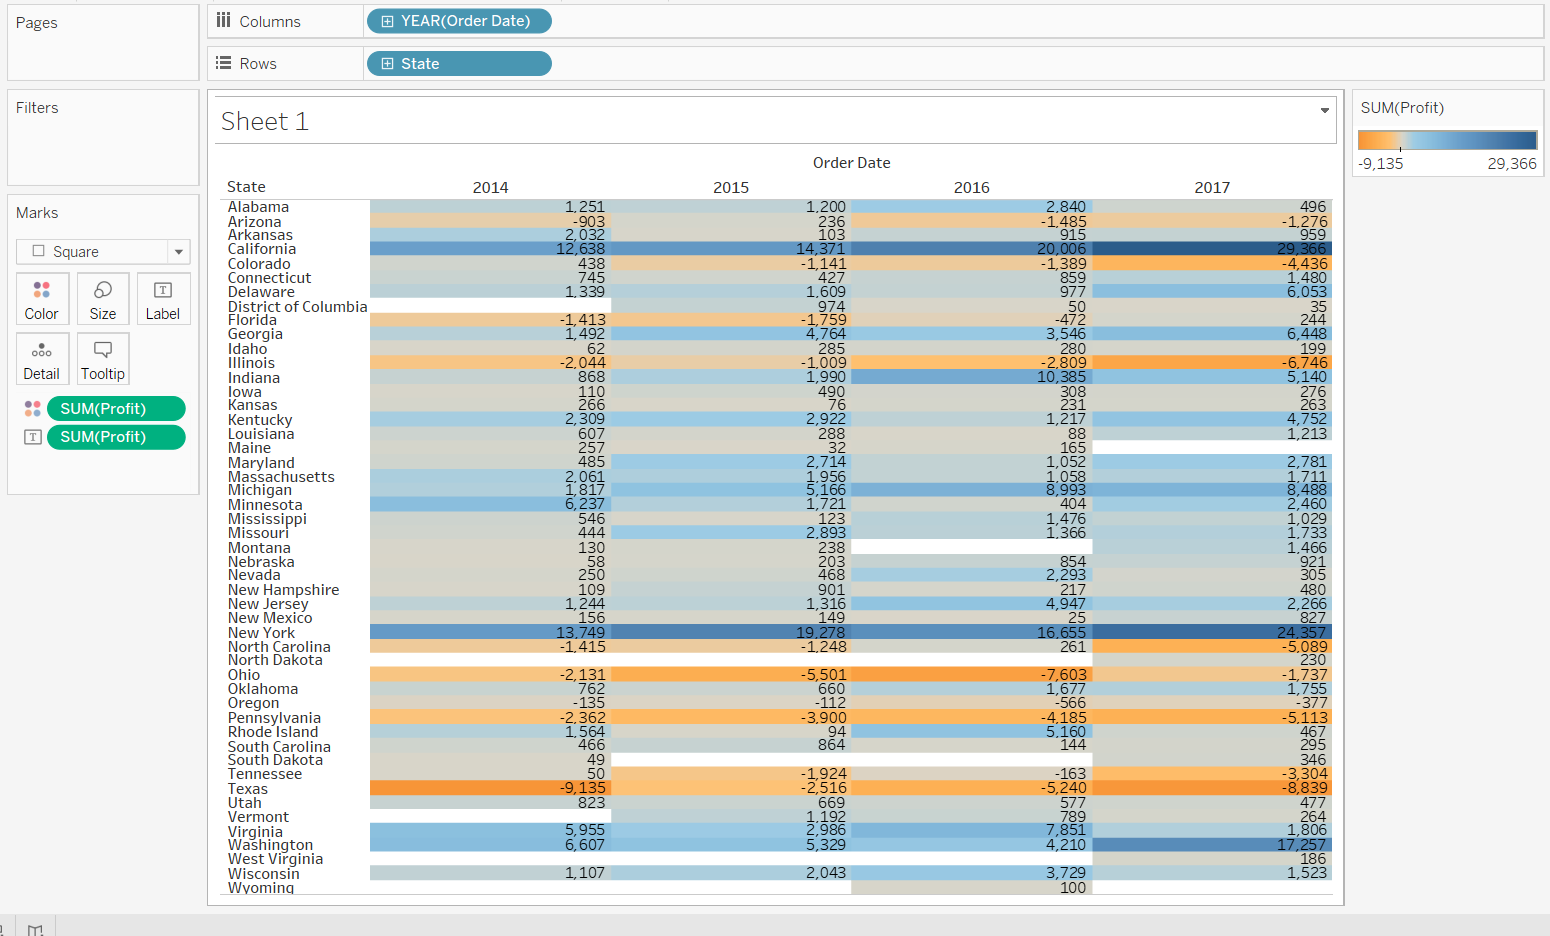 Pages
Columns YEAR(Order Date)
Rows State
Filters
Marks
Square
Color Size T Label
Detail Tooltip
SUM(Profit)
T SUM(Profit)
Sheet 1
SUM(Profit)
-9,135 29,366
Order Date
State 2014 2015 2016 2017
Alabama 1,251 1,200 2,840 496
Arizona -903 236 -1,485 -1,276
Arkansas 2,032 103 915 959
California 12,638 14,371 20,006 29,366
Colorado 438 -1,141 -1,389 -4,436
Connecticut 745 427 859 1,480
Delaware 1,339 1,609 977 6,053
District of Columbia 974 50 35
Florida -1,413 -1,759 -472 244
Georgia 1,492 4,764 3,546 6,448
Idaho 62 285 280 199
Illinois -2,044 -1,009 -2,809 -6,746
Indiana 868 1,990 10,385 5,140
Iowa 110 490 308 276
Kansas 266 76 231 263
Kentucky 2,309 2,922 1,217 4,752
Louisiana 607 288 88 1,213
Maine 257 32 165
Maryland 485 2,714 1,052 2,781
Massachusetts 2,061 1,956 1,058 1,711
Michigan 1,817 5,166 8,993 8,488
Minnesota 6,237 1,721 404 2,460
Mississippi 546 123 1,476 1,029
Missouri 444 2,893 1,366 1,733
Montana 130 238 1,466
Nebraska 58 203 854 921
Nevada 250 468 2,293 305
New Hampshire 109 901 217 480
New Jersey 1,244 1,316 4,947 2,266
New Mexico 156 149 25 827
New York 13,749 19,278 16,655 24,357
North Carolina -1,415 -1,248 261 -5,089
North Dakota 230
Ohio -2,131 -5,501 -7,603 -1,737
Oklahoma 762 660 1,677 1,755
Oregon -135 -112 -566 -377
Pennsylvania -2,362 -3,900 -4,185 -5,113
Rhode Island 1,564 94 5,160 467
South Carolina 466 864 144 295
South Dakota 49 346
Tennessee 50 -1,924 -163 -3,304
Texas -9,135 -2,516 -5,240 -8,839
Utah 823 669 577 477
Vermont 1,192 789 264
Virginia 5,955 2,986 7,851 1,806
Washington 6,607 5,329 4,210 17,257
West Virginia 186
Wisconsin 1,107 2,043 3,729 1,523
Wyoming 100